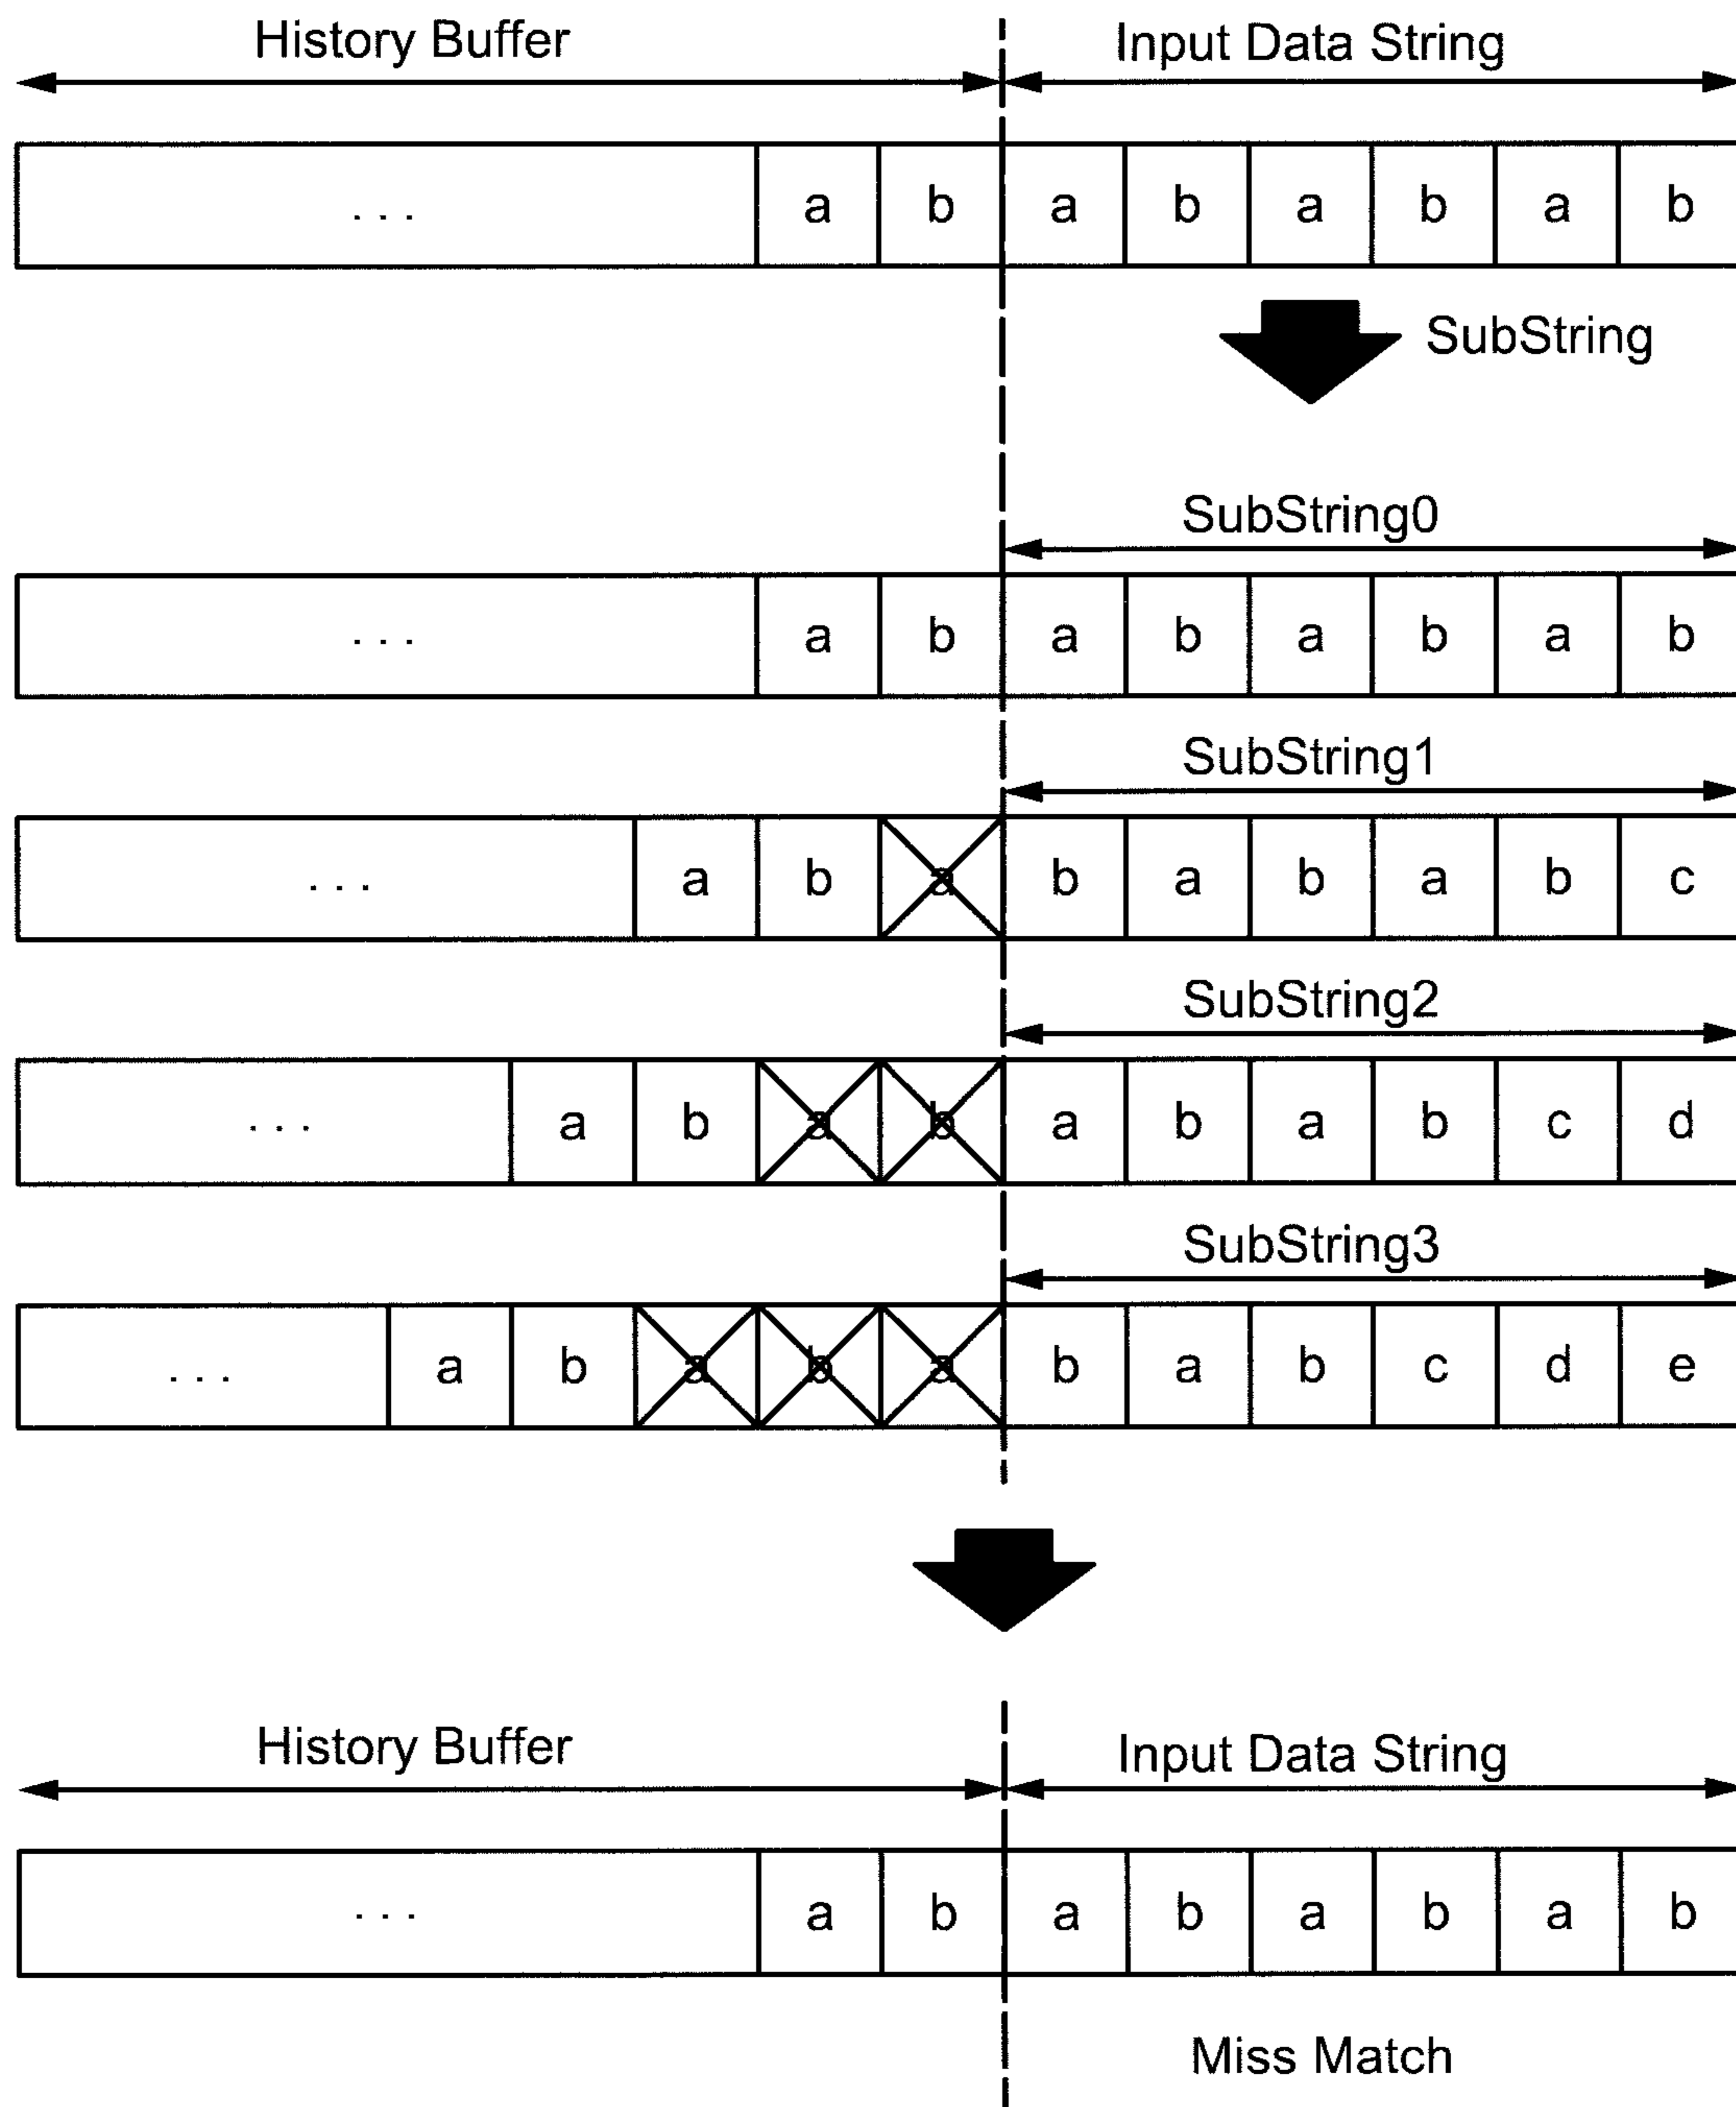 History Buffer Input Data String
... a b a b a b a b
SubString
SubString0
... a b a b a b a b
SubString1
... a b a b a b a b c
SubString2
... a b a b a b a b c d
SubString3
... a b a b a b a b c d e
History Buffer Input Data String
... a b a b a b a b
Miss Match